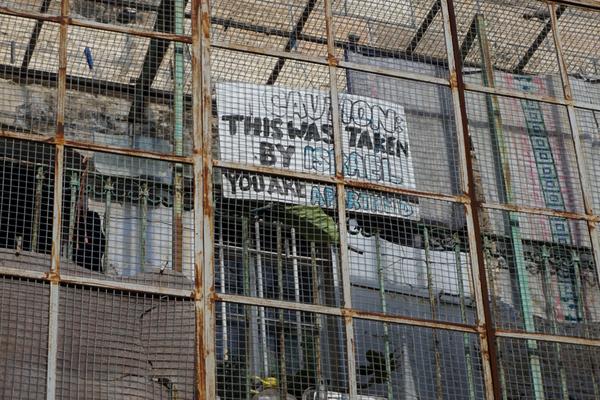 CAUTION:
THIS WAS TAKEN
BY ISRAEL
YOU ARE